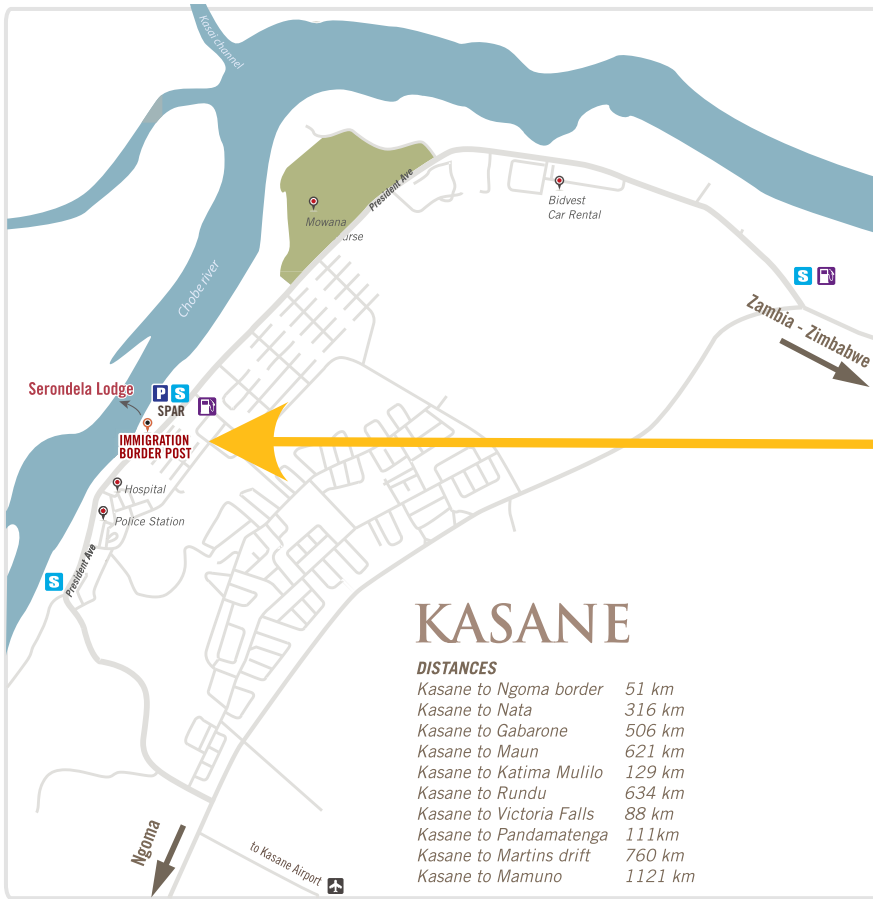 Kasai channel
President Ave
Mowana
urse
Bidvest
Car Rental
Chobe river
S
Zambia - Zimbabwe
Serondela Lodge
P S
SPAR
IMMIGRATION
BORDER POST
Hospital
Police Station
President Ave
S
KASANE
DISTANCES
Kasane to Ngoma border 51 km
Kasane to Nata 316 km
Kasane to Gabarone 506 km
Kasane to Maun 621 km
Kasane to Katima Mulilo 129 km
Kasane to Rundu 634 km
Kasane to Victoria Falls 88 km
Kasane to Pandamatenga 111km
Kasane to Martins drift 760 km
Kasane to Mamuno 1121 km
Ngoma
to Kasane Airport